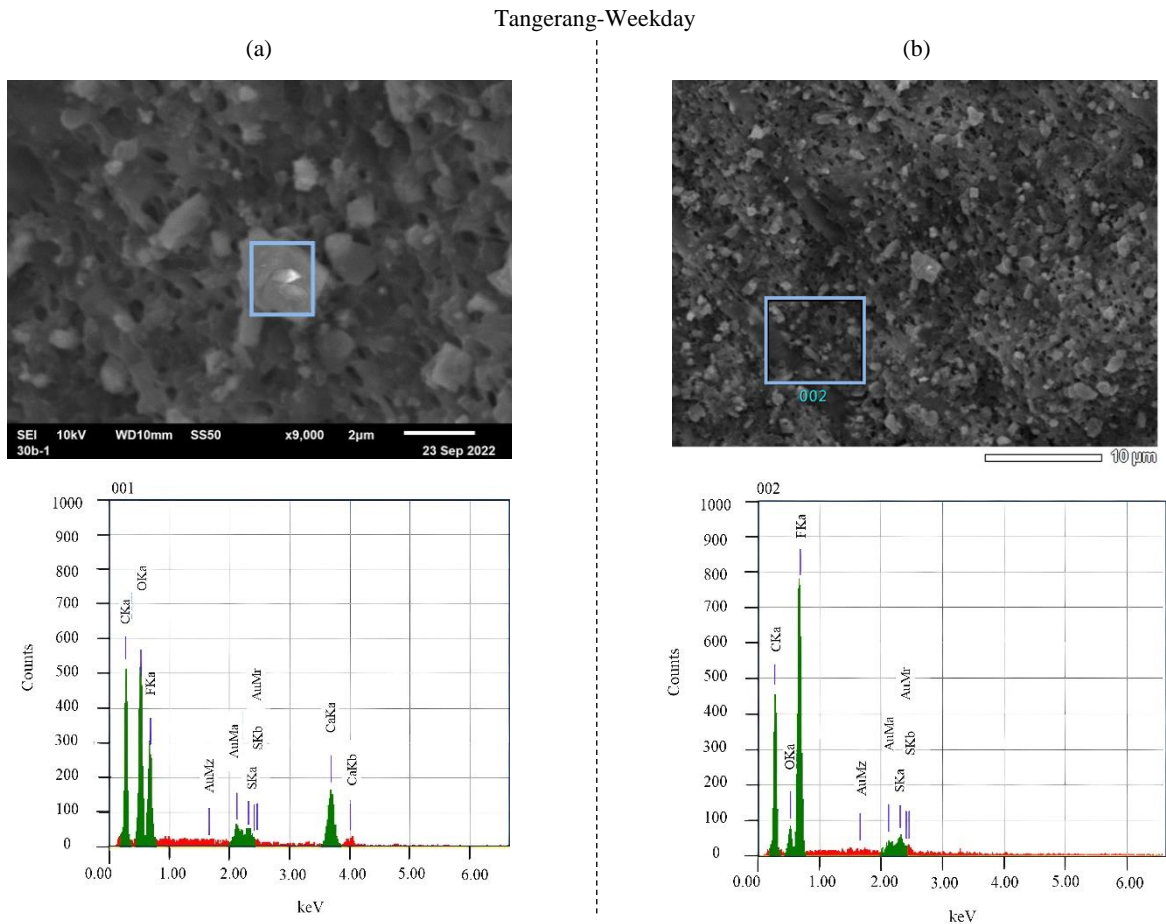 Tangerang-Weekday
(a)
SEI 10kV WD10mm SS50 x9,000 2µm
30b-1 23 Sep 2022
001
1000
900
800
700
600
500
400
300
200
100
0
Counts
CKa
OKa
FKa
AuMz
AuMa
SKa
SKb
AuMr
CaKa
CaKb
0.00 1.00 2.00 3.00 4.00 5.00 6.00
keV
(b)
002
10 µm
002
1000
900
800
700
600
500
400
300
200
100
0
Counts
CKa
OKa
FKa
AuMz
AuMa
SKa
SKb
AuMr
0.00 1.00 2.00 3.00 4.00 5.00 6.00
keV